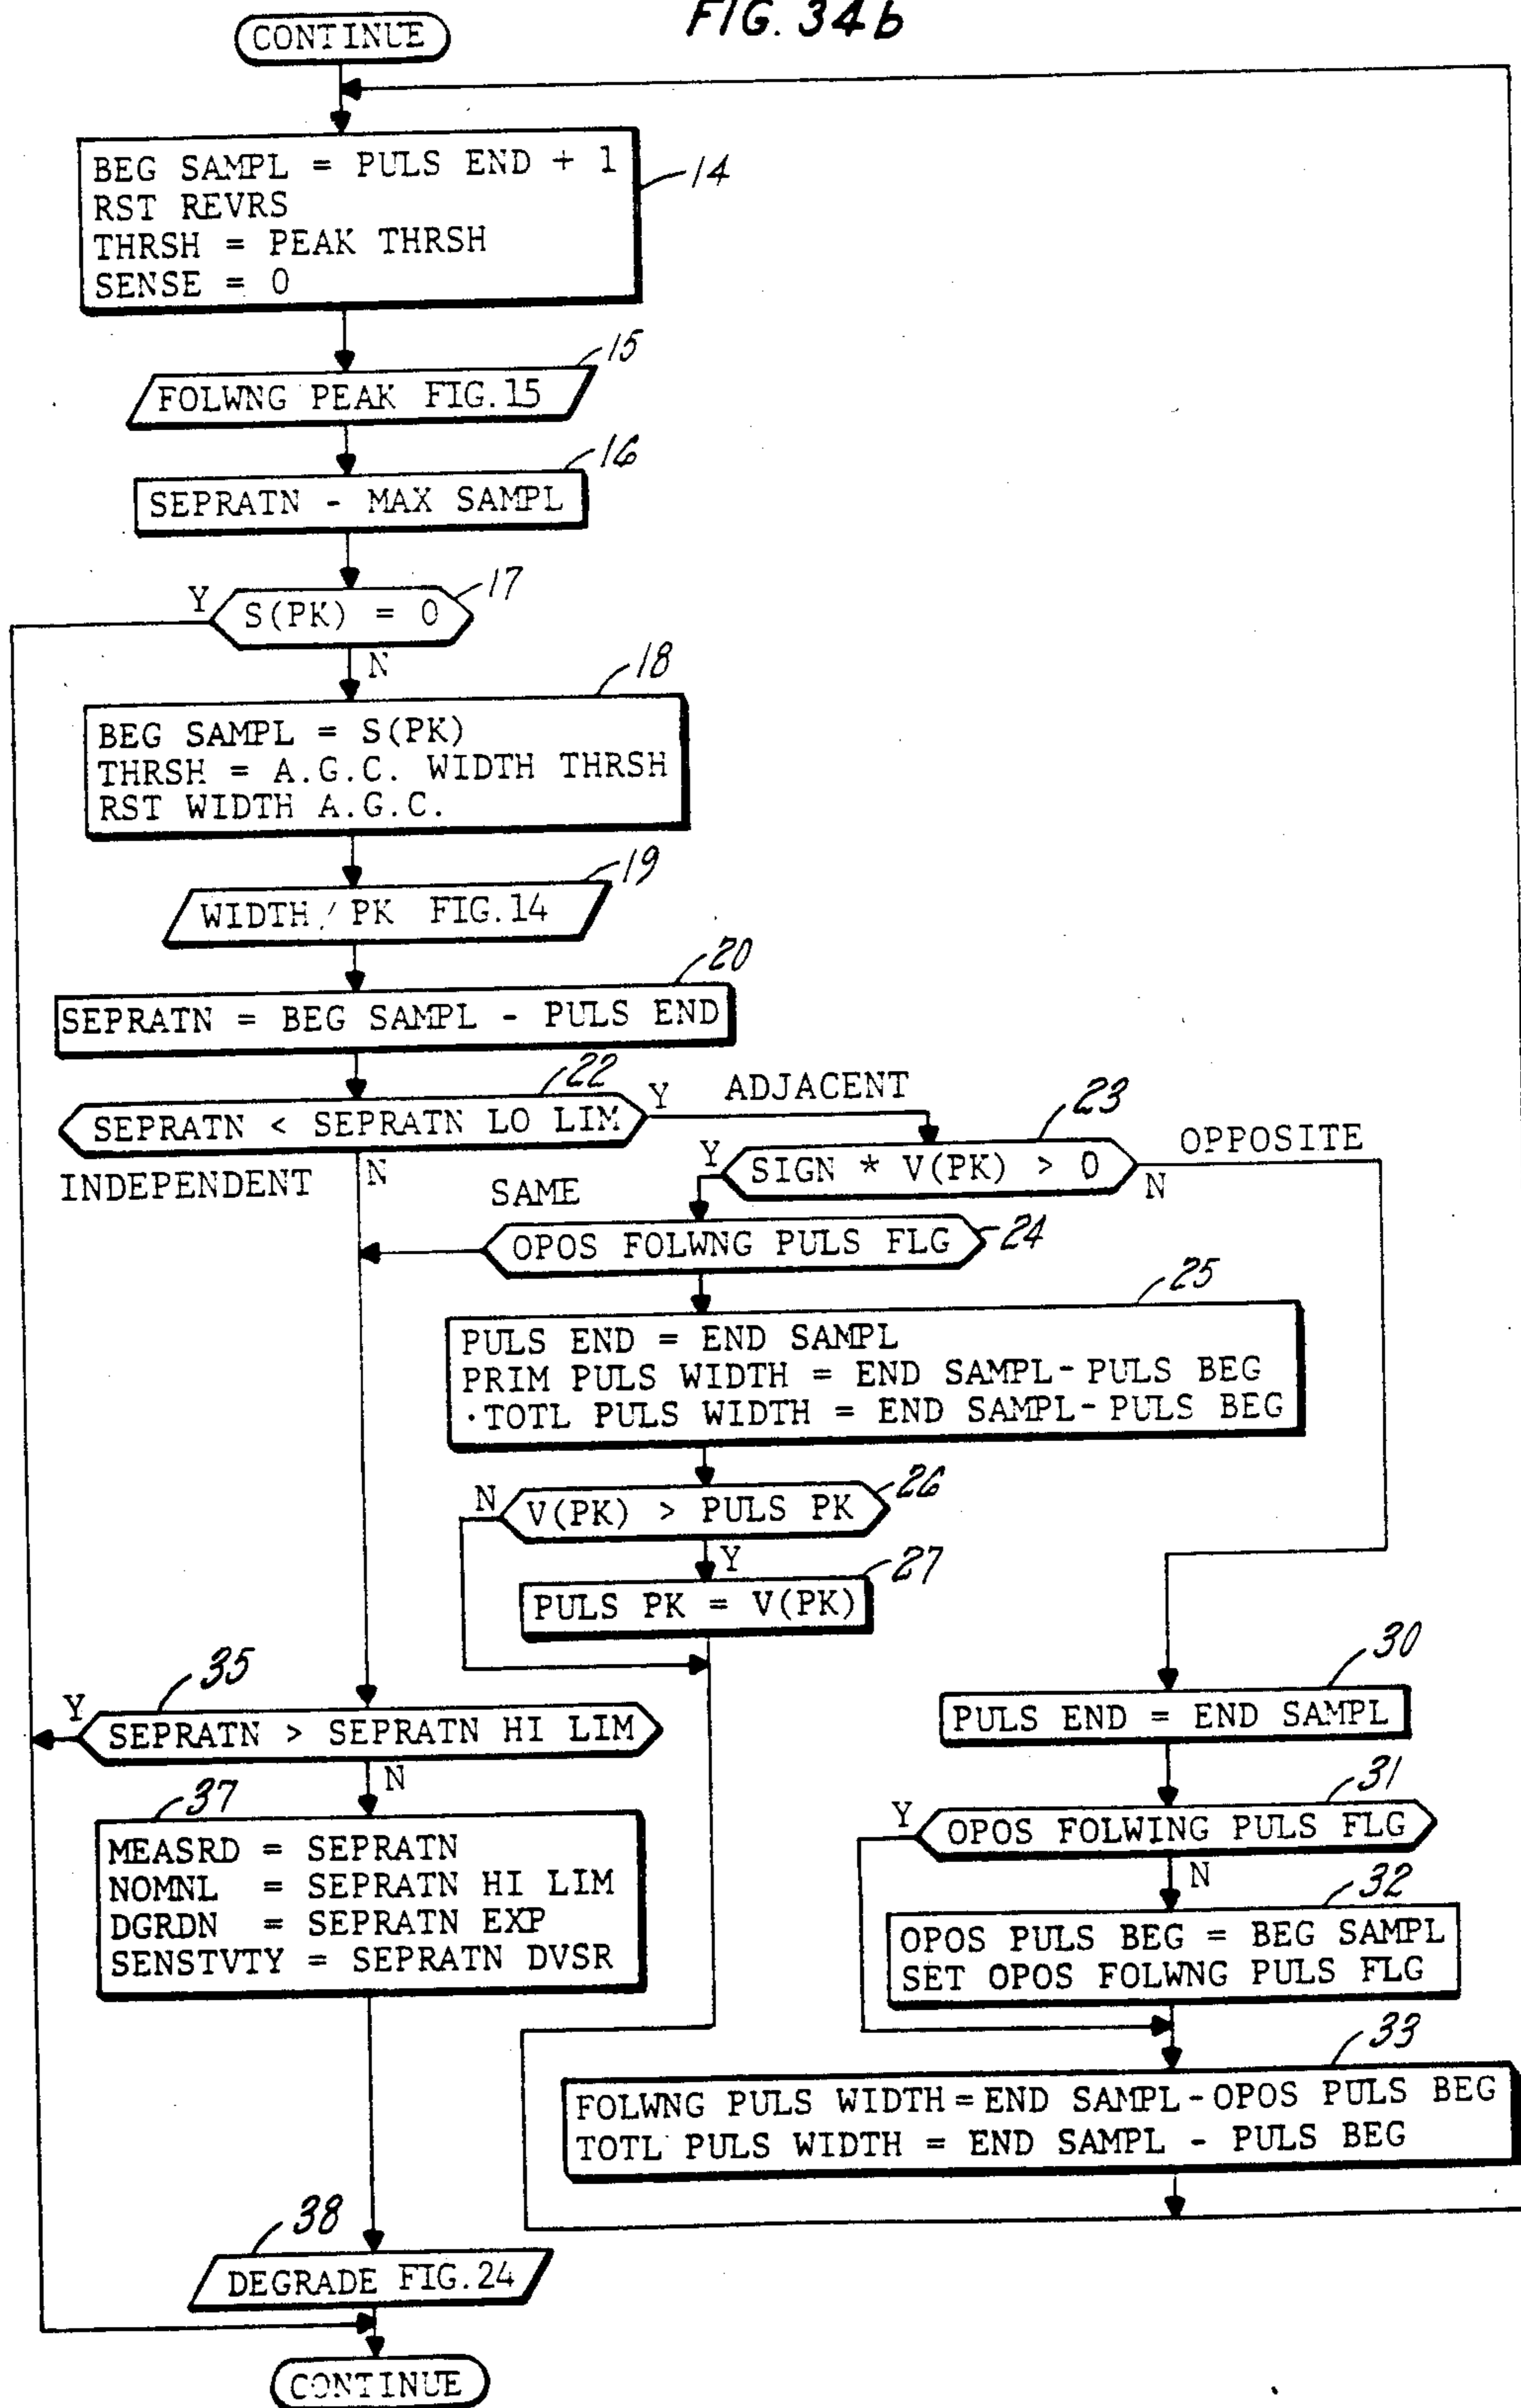 FIG. 34b
CONTINUE
BEG SAMPL = PULS END + 1
RST REVRS
THRSH = PEAK THRSH
SENSE = 0
14
15
FOLWNG PEAK FIG.15
16
SEPRATN - MAX SAMPL
17
Y
S(PK) = 0
N
18
BEG SAMPL = S(PK)
THRSH = A.G.C. WIDTH THRSH
RST WIDTH A.G.C.
19
WIDTH/PK FIG.14
20
SEPRATN = BEG SAMPL - PULS END
22
Y
ADJACENT
SEPRATN < SEPRATN LO LIM
INDEPENDENT
N
23
Y
SIGN * V(PK) > 0
OPPOSITE
N
SAME
OPOS FOLWNG PULS FLG
24
25
PULS END = END SAMPL
PRIM PULS WIDTH = END SAMPL-PULS BEG
TOTL PULS WIDTH = END SAMPL-PULS BEG
26
N
V(PK) > PULS PK
Y
27
PULS PK = V(PK)
30
PULS END = END SAMPL
31
Y
OPOS FOLWING PULS FLG
N
32
OPOS PULS BEG = BEG SAMPL
SET OPOS FOLWNG PULS FLG
33
FOLWNG PULS WIDTH = END SAMPL-OPOS PULS BEG
TOTL PULS WIDTH = END SAMPL - PULS BEG
35
Y
SEPRATN > SEPRATN HI LIM
N
37
MEASRD = SEPRATN
NOMNL = SEPRATN HI LIM
DGRDN = SEPRATN EXP
SENSTVTY = SEPRATN DVSR
38
DEGRADE FIG.24
CONTINUE